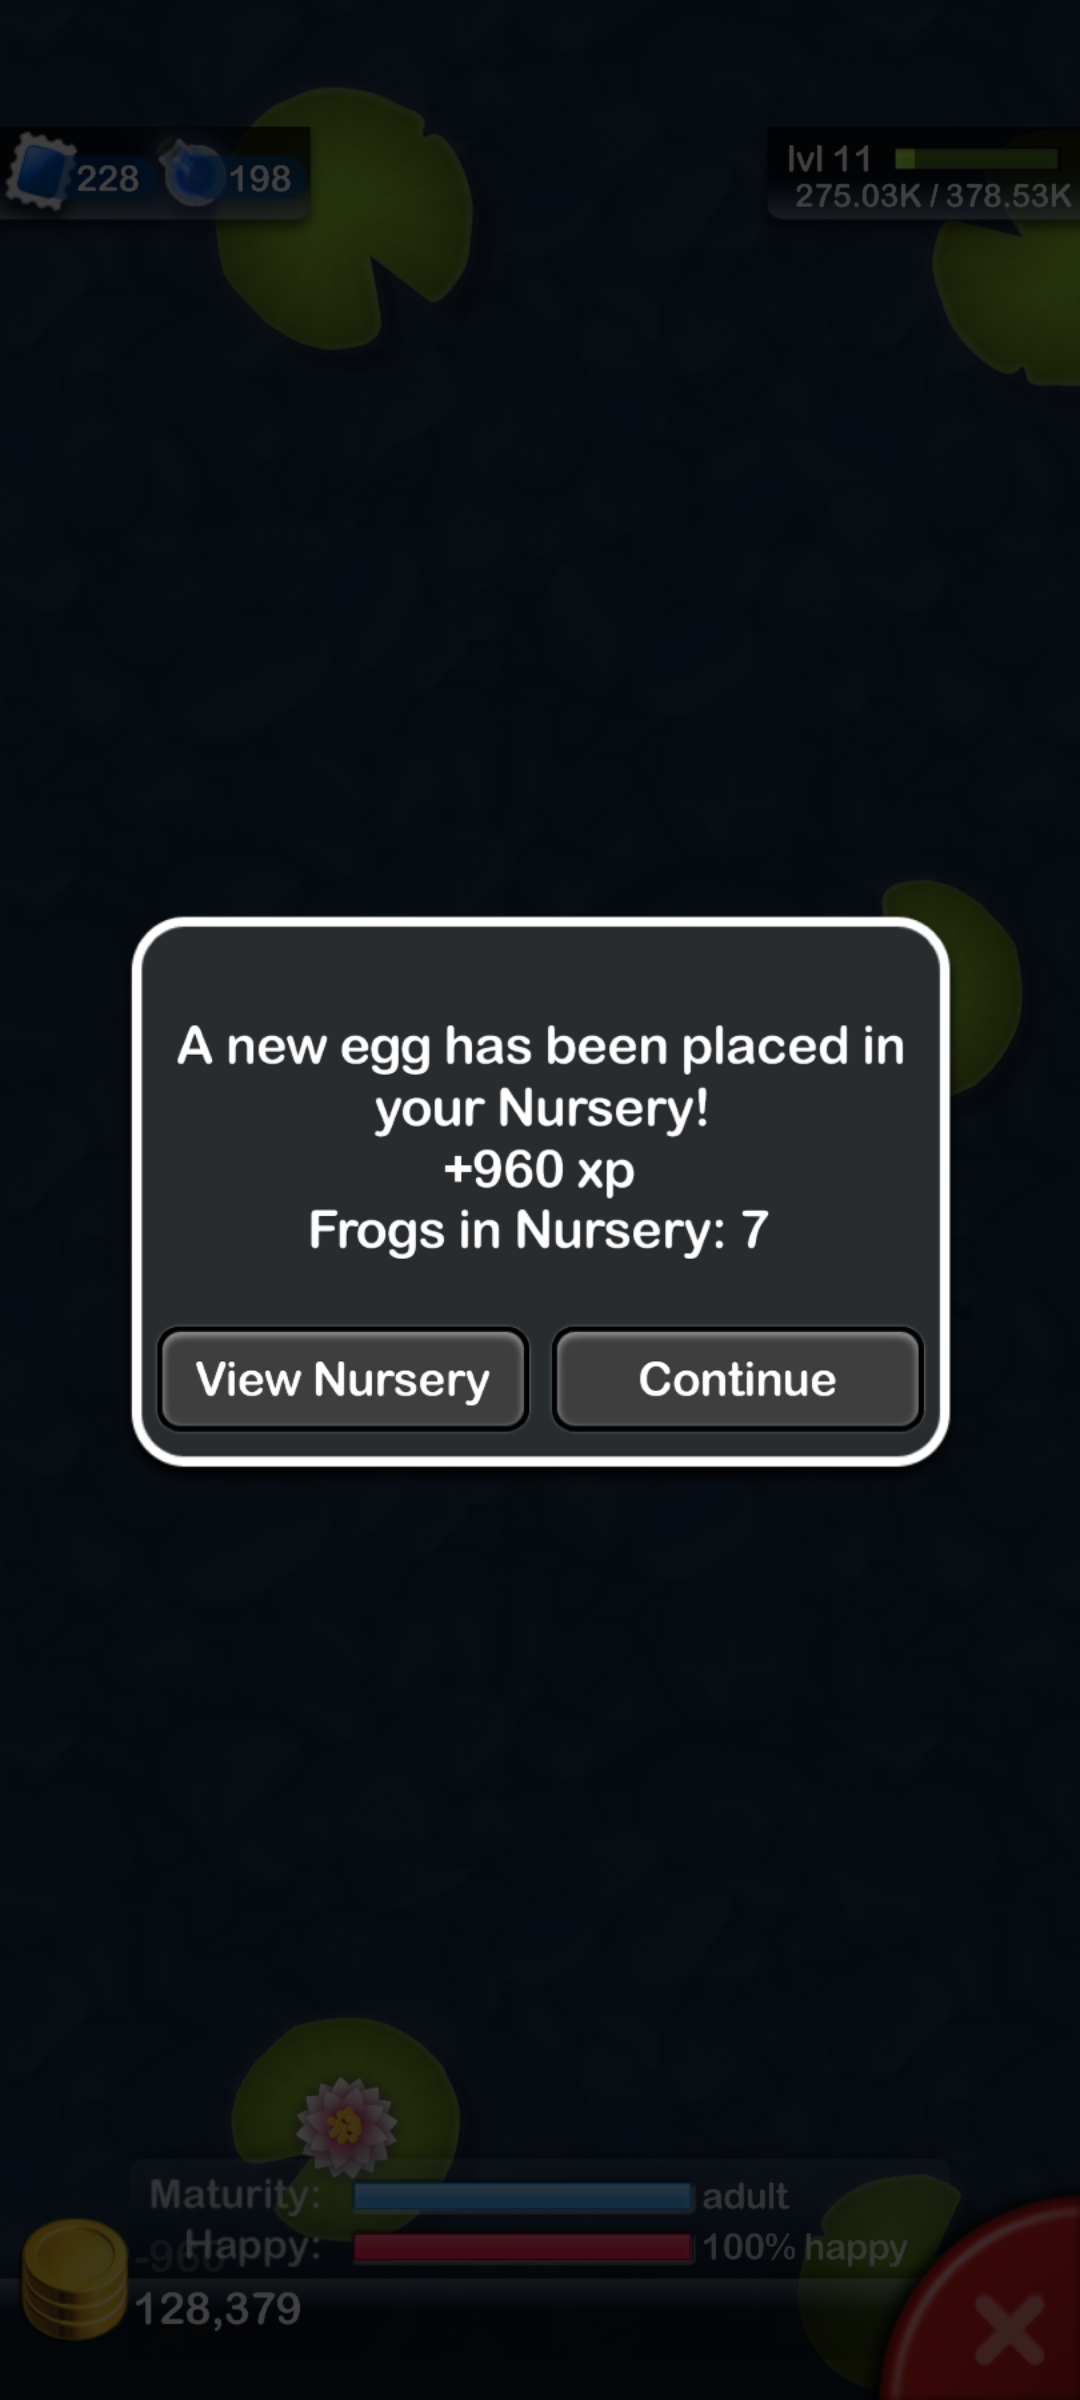 228 198
lvl 11
275.03K / 378.53K
A new egg has been placed in
your Nursery!
+960 xp
Frogs in Nursery: 7
View Nursery Continue
Maturity: adult
Happy: 100% happy
128,379